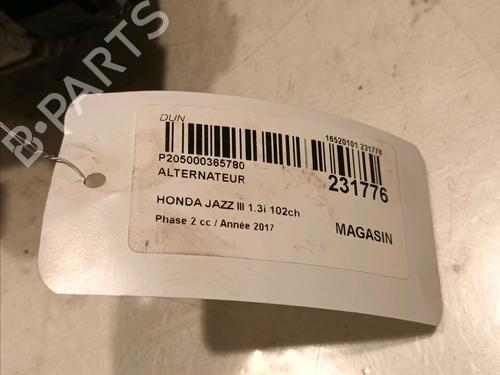 B-PARTS
DUN
16520101 231776
P205000365780
231776
ALTERNATEUR
HONDA JAZZ III 1.3i 102ch
Phase 2 cc / Année 2017
MAGASIN